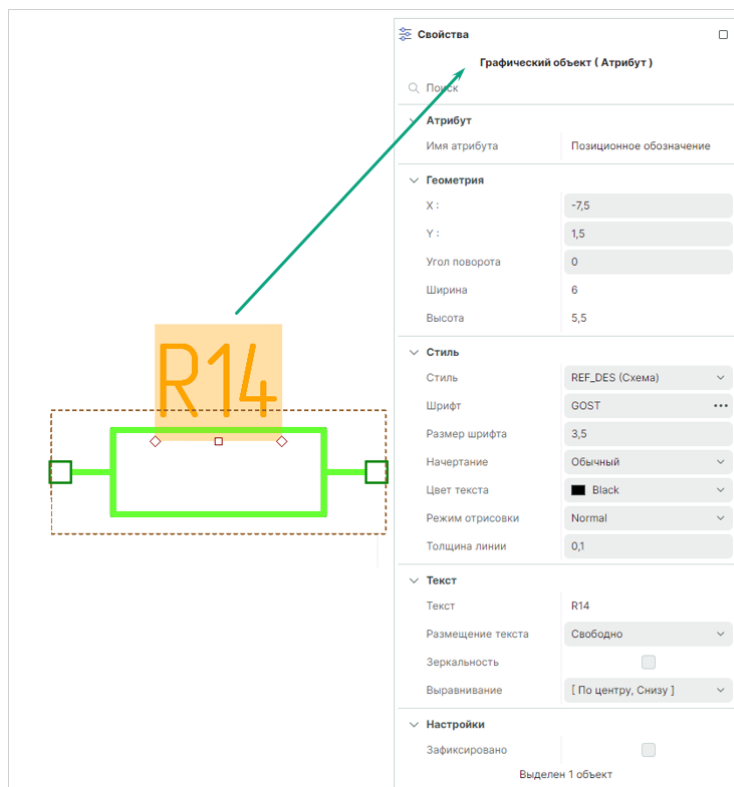 Свойства
Графический объект ( Атрибут )
Поиск
Атрибут
Имя атрибута Позиционное обозначение
Геометрия
X : -7,5
Y : 1,5
Угол поворота 0
Ширина 6
Высота 5,5
Стиль
Стиль REF_DES (Схема)
Шрифт GOST
Размер шрифта 3,5
Начертание Обычный
Цвет текста Black
Режим отрисовки Normal
Толщина линии 0,1
Текст
Текст R14
Размещение текста Свободно
Зеркальность
Выравнивание [ По центру, Снизу ]
Настройки
Зафиксировано
Выделен 1 объект
R14